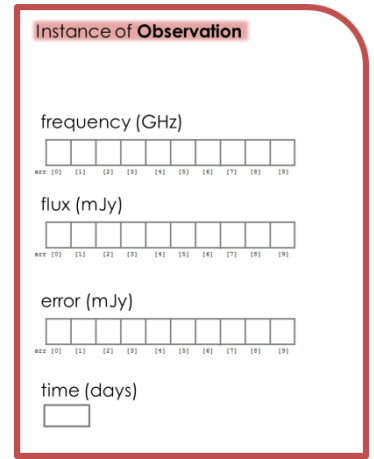 Instance of Observation
frequency (GHz)
arr [0] [1] [2] [3] [4] [5] [6] [7] [8] [9]
flux (mJy)
arr [0] [1] [2] [3] [4] [5] [6] [7] [8] [9]
error (mJy)
arr [0] [1] [2] [3] [4] [5] [6] [7] [8] [9]
time (days)